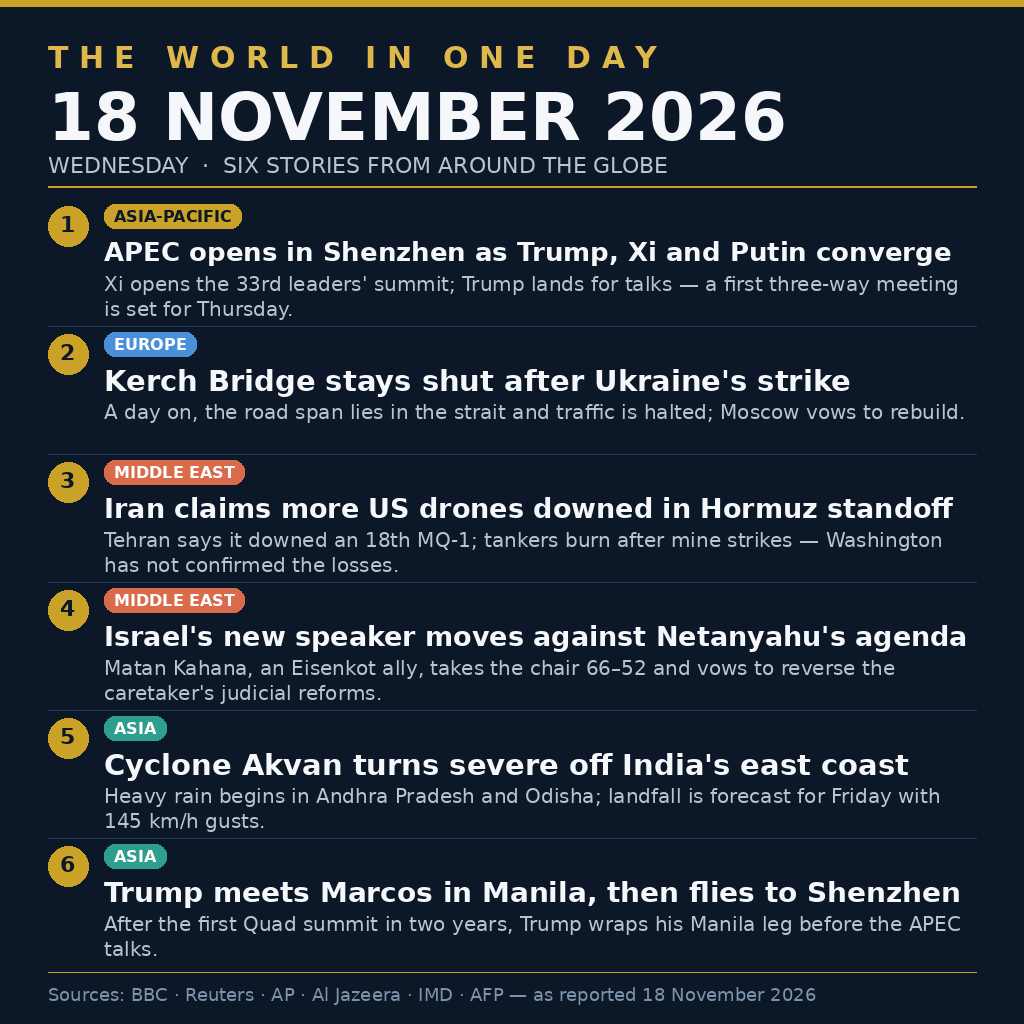 THE WORLD IN ONE DAY
18 NOVEMBER 2026
WEDNESDAY · SIX STORIES FROM AROUND THE GLOBE
1
ASIA-PACIFIC
APEC opens in Shenzhen as Trump, Xi and Putin converge
Xi opens the 33rd leaders' summit; Trump lands for talks — a first three-way meeting
is set for Thursday.
2
EUROPE
Kerch Bridge stays shut after Ukraine's strike
A day on, the road span lies in the strait and traffic is halted; Moscow vows to rebuild.
3
MIDDLE EAST
Iran claims more US drones downed in Hormuz standoff
Tehran says it downed an 18th MQ-1; tankers burn after mine strikes — Washington
has not confirmed the losses.
4
MIDDLE EAST
Israel's new speaker moves against Netanyahu's agenda
Matan Kahana, an Eisenkot ally, takes the chair 66–52 and vows to reverse the
caretaker's judicial reforms.
5
ASIA
Cyclone Akvan turns severe off India's east coast
Heavy rain begins in Andhra Pradesh and Odisha; landfall is forecast for Friday with
145 km/h gusts.
6
ASIA
Trump meets Marcos in Manila, then flies to Shenzhen
After the first Quad summit in two years, Trump wraps his Manila leg before the APEC
talks.
Sources: BBC · Reuters · AP · Al Jazeera · IMD · AFP — as reported 18 November 2026